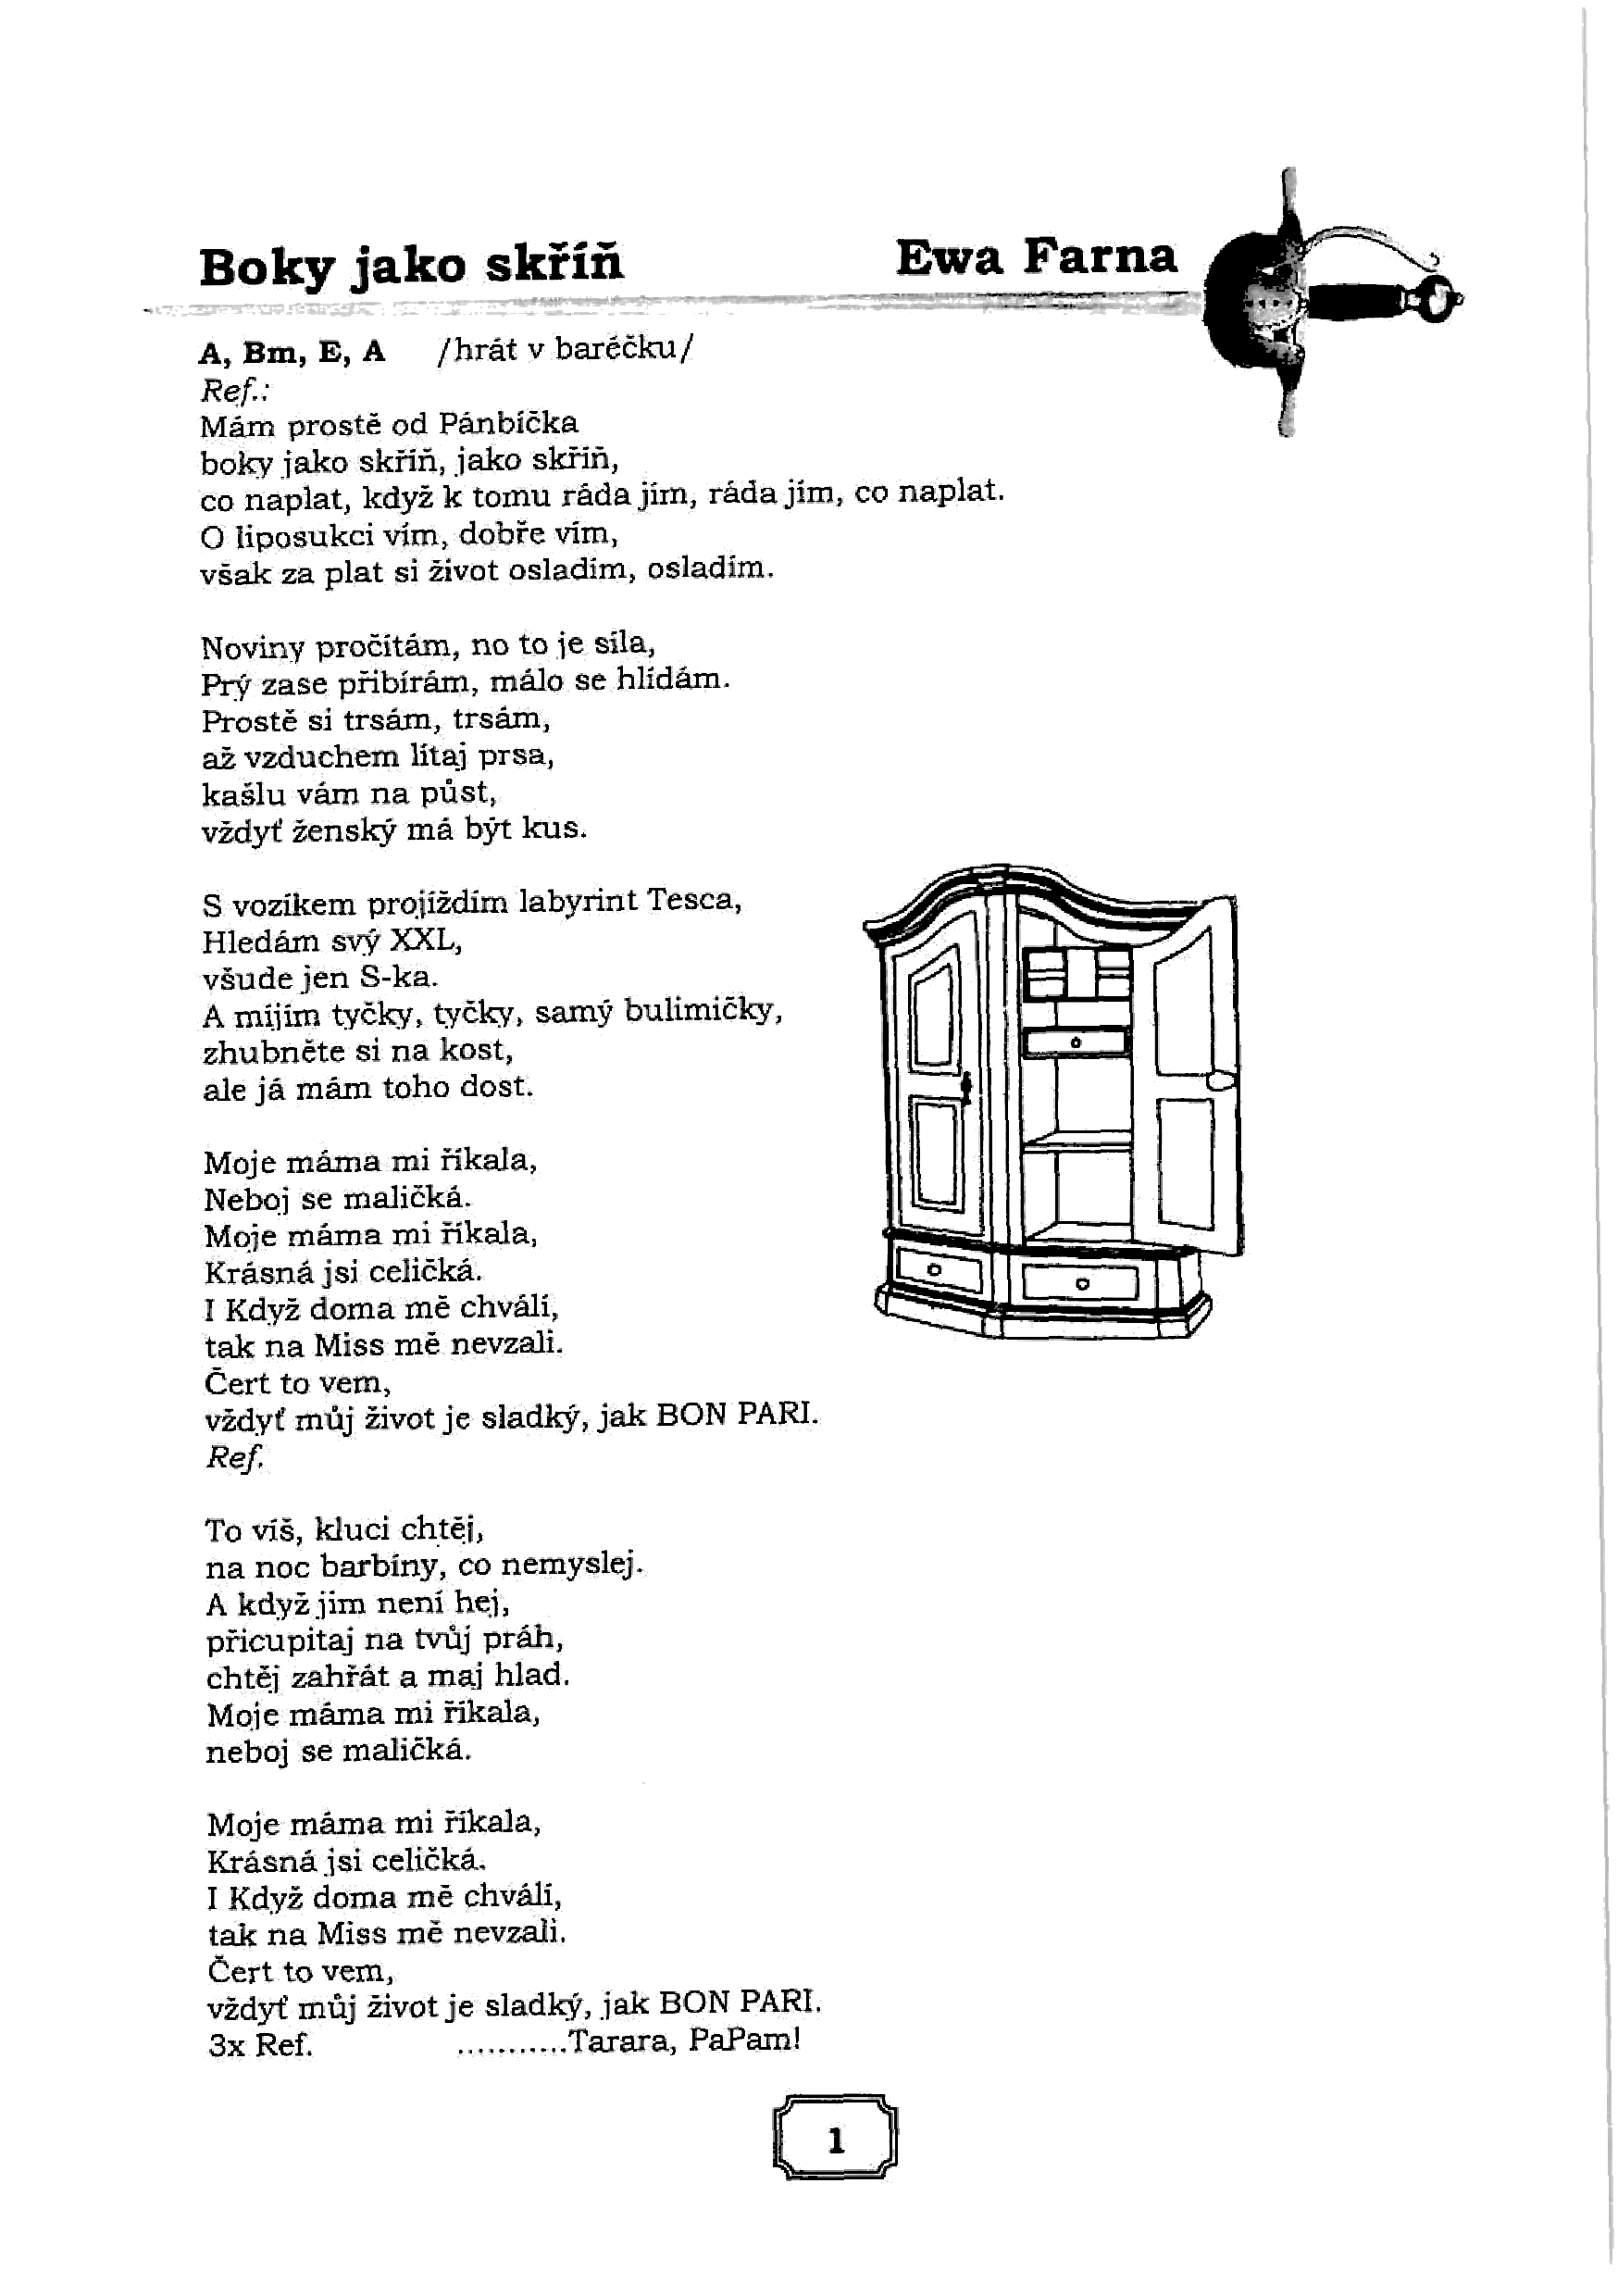 Boky jako skříň Ewa Farna
A, Bm, E, A /hrát v baréčku/
Ref.:
Mám prostě od Pánbíčka
boky jako skříň, jako skříň,
co naplat, když k tomu ráda jím, ráda jím, co naplat.
O liposukci vím, dobře vím,
však za plat si život osladím, osladím.

Noviny pročítám, no to je síla,
Prý zase přibírám, málo se hlídám.
Prostě si trsám, trsám,
až vzduchem lítaj prsa,
kašlu vám na půst,
vždyť ženský má být kus.

S vozíkem projíždím labyrint Tesca,
Hledám svý XXL,
všude jen S-ka.
A míjím tyčky, tyčky, samý bulimičky,
zhubněte si na kost,
ale já mám toho dost.

Moje máma mi říkala,
Neboj se maličká.
Moje máma mi říkala,
Krásná jsi celičká.
I Když doma mě chválí,
tak na Miss mě nevzali.
Čert to vem,
vždyť můj život je sladký, jak BON PARI.
Ref.

To víš, kluci chtěj,
na noc barbíny, co nemyslej.
A když jim není hej,
přicupitaj na tvůj práh,
chtěj zahřát a maj hlad.
Moje máma mi říkala,
neboj se maličká.

Moje máma mi říkala,
Krásná jsi celičká.
I Když doma mě chválí,
tak na Miss mě nevzali.
Čert to vem,
vždyť můj život je sladký, jak BON PARI.
3x Ref. ...........Tarara, PaPam!
1